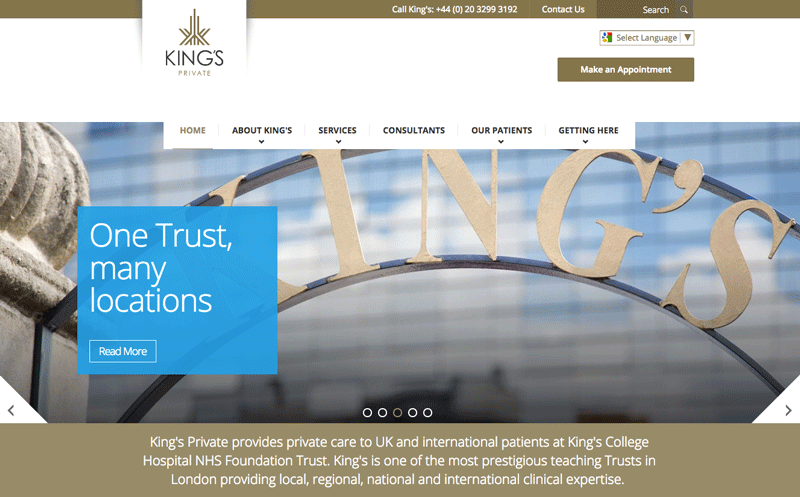 Call King's: +44 (0) 20 3299 3192
Contact Us
Search
KING'S
PRIVATE
Select Language
Make an Appointment
HOME
ABOUT KING'S
SERVICES
CONSULTANTS
OUR PATIENTS
GETTING HERE
KING'S
One Trust,
many
locations
Read More
King's Private provides private care to UK and international patients at King's College
Hospital NHS Foundation Trust. King's is one of the most prestigious teaching Trusts in
London providing local, regional, national and international clinical expertise.